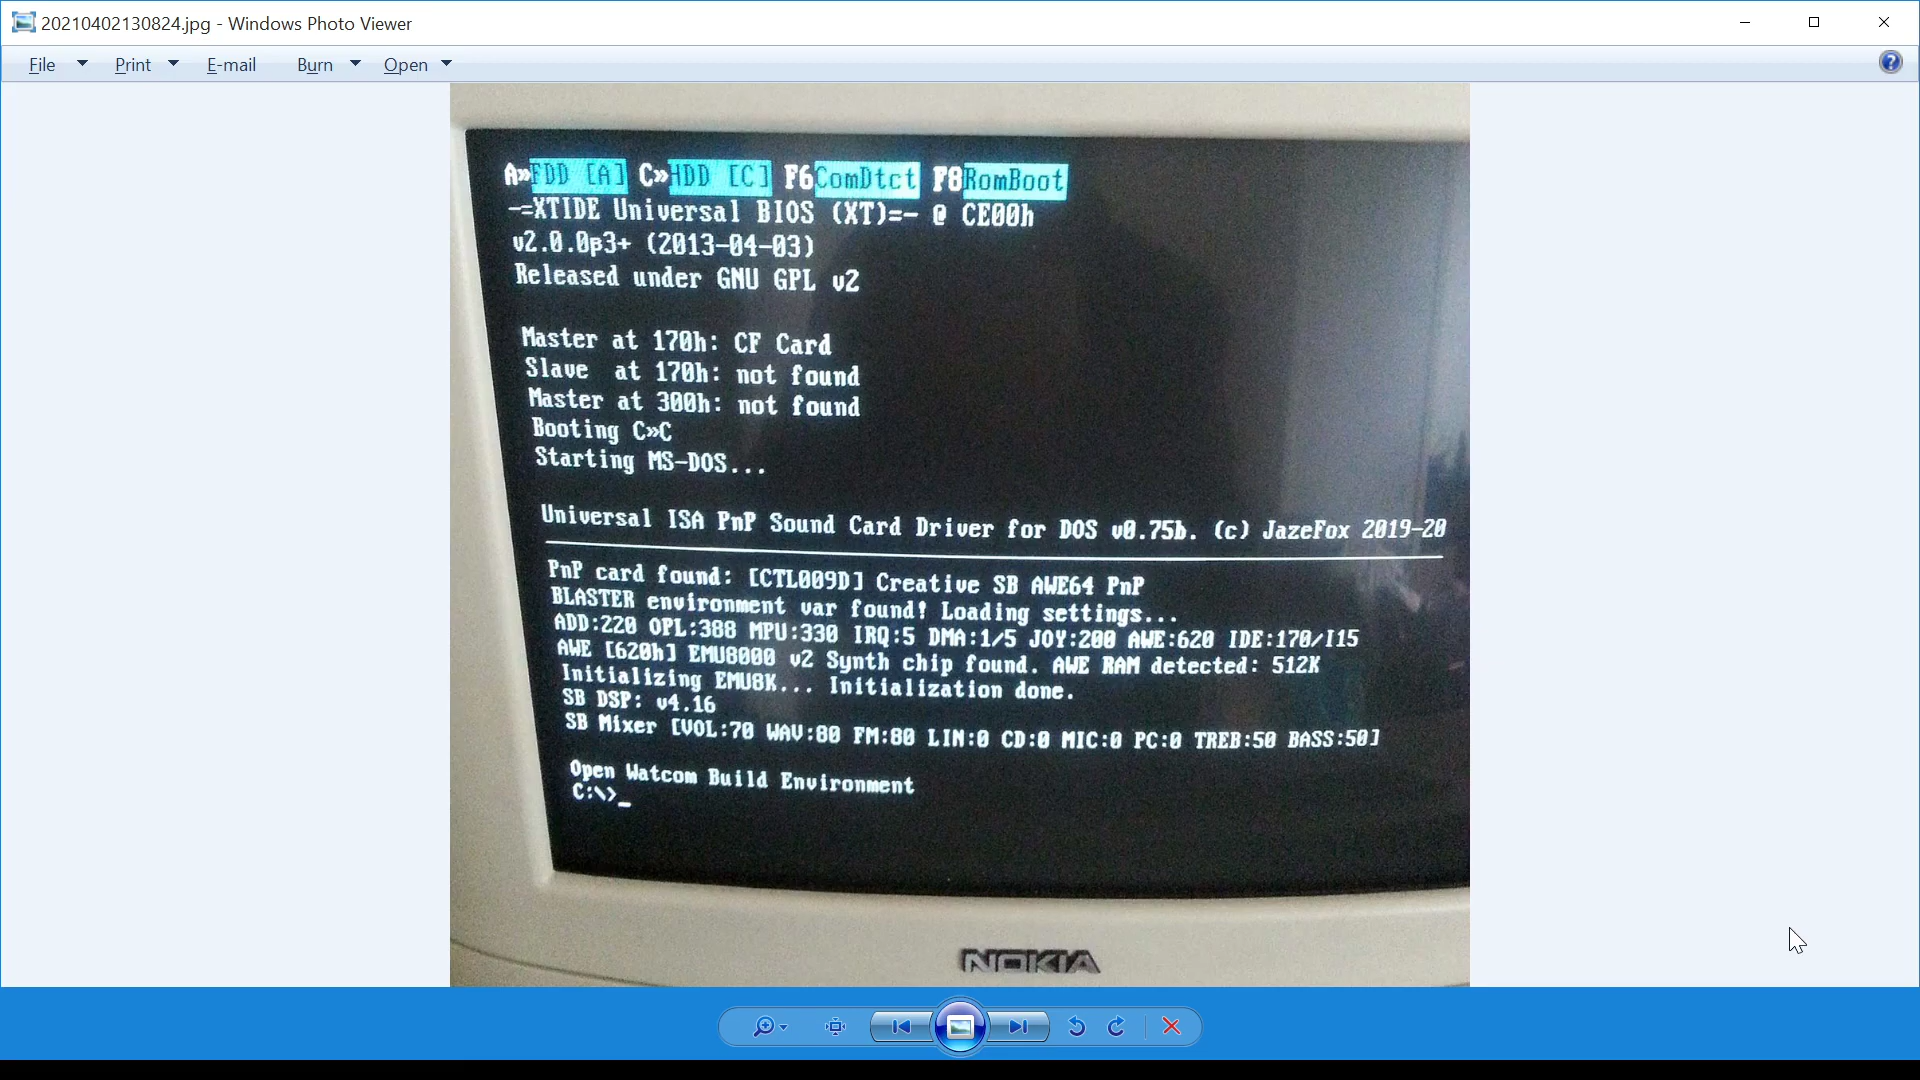 20210402130824.jpg - Windows Photo Viewer
File Print E-mail Burn Open
A»FDD [A] C»HDD [C] F6ComDtct F8RomBoot
-=XTIDE Universal BIOS (XT)=- @ CE00h
v2.0.0β3+ (2013-04-03)
Released under GNU GPL v2
Master at 170h: CF Card
Slave at 170h: not found
Master at 300h: not found
Booting C»C
Starting MS-DOS...
Universal ISA PnP Sound Card Driver for DOS v0.75b. (c) JazeFox 2019-20
PnP card found: [CTL009D] Creative SB AWE64 PnP
BLASTER environment var found! Loading settings...
ADD:220 OPL:388 MPU:330 IRQ:5 DMA:1/5 JOY:200 AWE:620 IDE:170/I15
AWE [620h] EMU8000 v2 Synth chip found. AWE RAM detected: 512K
Initializing EMU8K... Initialization done.
SB DSP: v4.16
SB Mixer [VOL:70 WAV:80 FM:80 LIN:0 CD:0 MIC:0 PC:0 TREB:50 BASS:50]
Open Watcom Build Environment
C:\>_
NOKIA